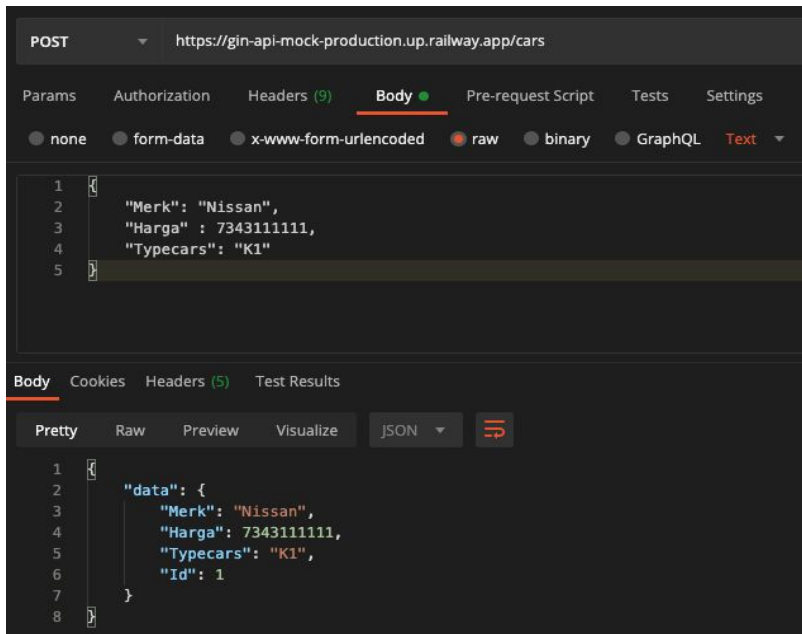 POST https://gin-api-mock-production.up.railway.app/cars
Params Authorization Headers (9) Body Pre-request Script Tests Settings
none form-data x-www-form-urlencoded raw binary GraphQL Text
1 {
2 "Merk": "Nissan",
3 "Harga" : 7343111111,
4 "Typecars": "K1"
5 }
Body Cookies Headers (5) Test Results
Pretty Raw Preview Visualize JSON
1 {
2 "data": {
3 "Merk": "Nissan",
4 "Harga": 7343111111,
5 "Typecars": "K1",
6 "Id": 1
7 }
8 }